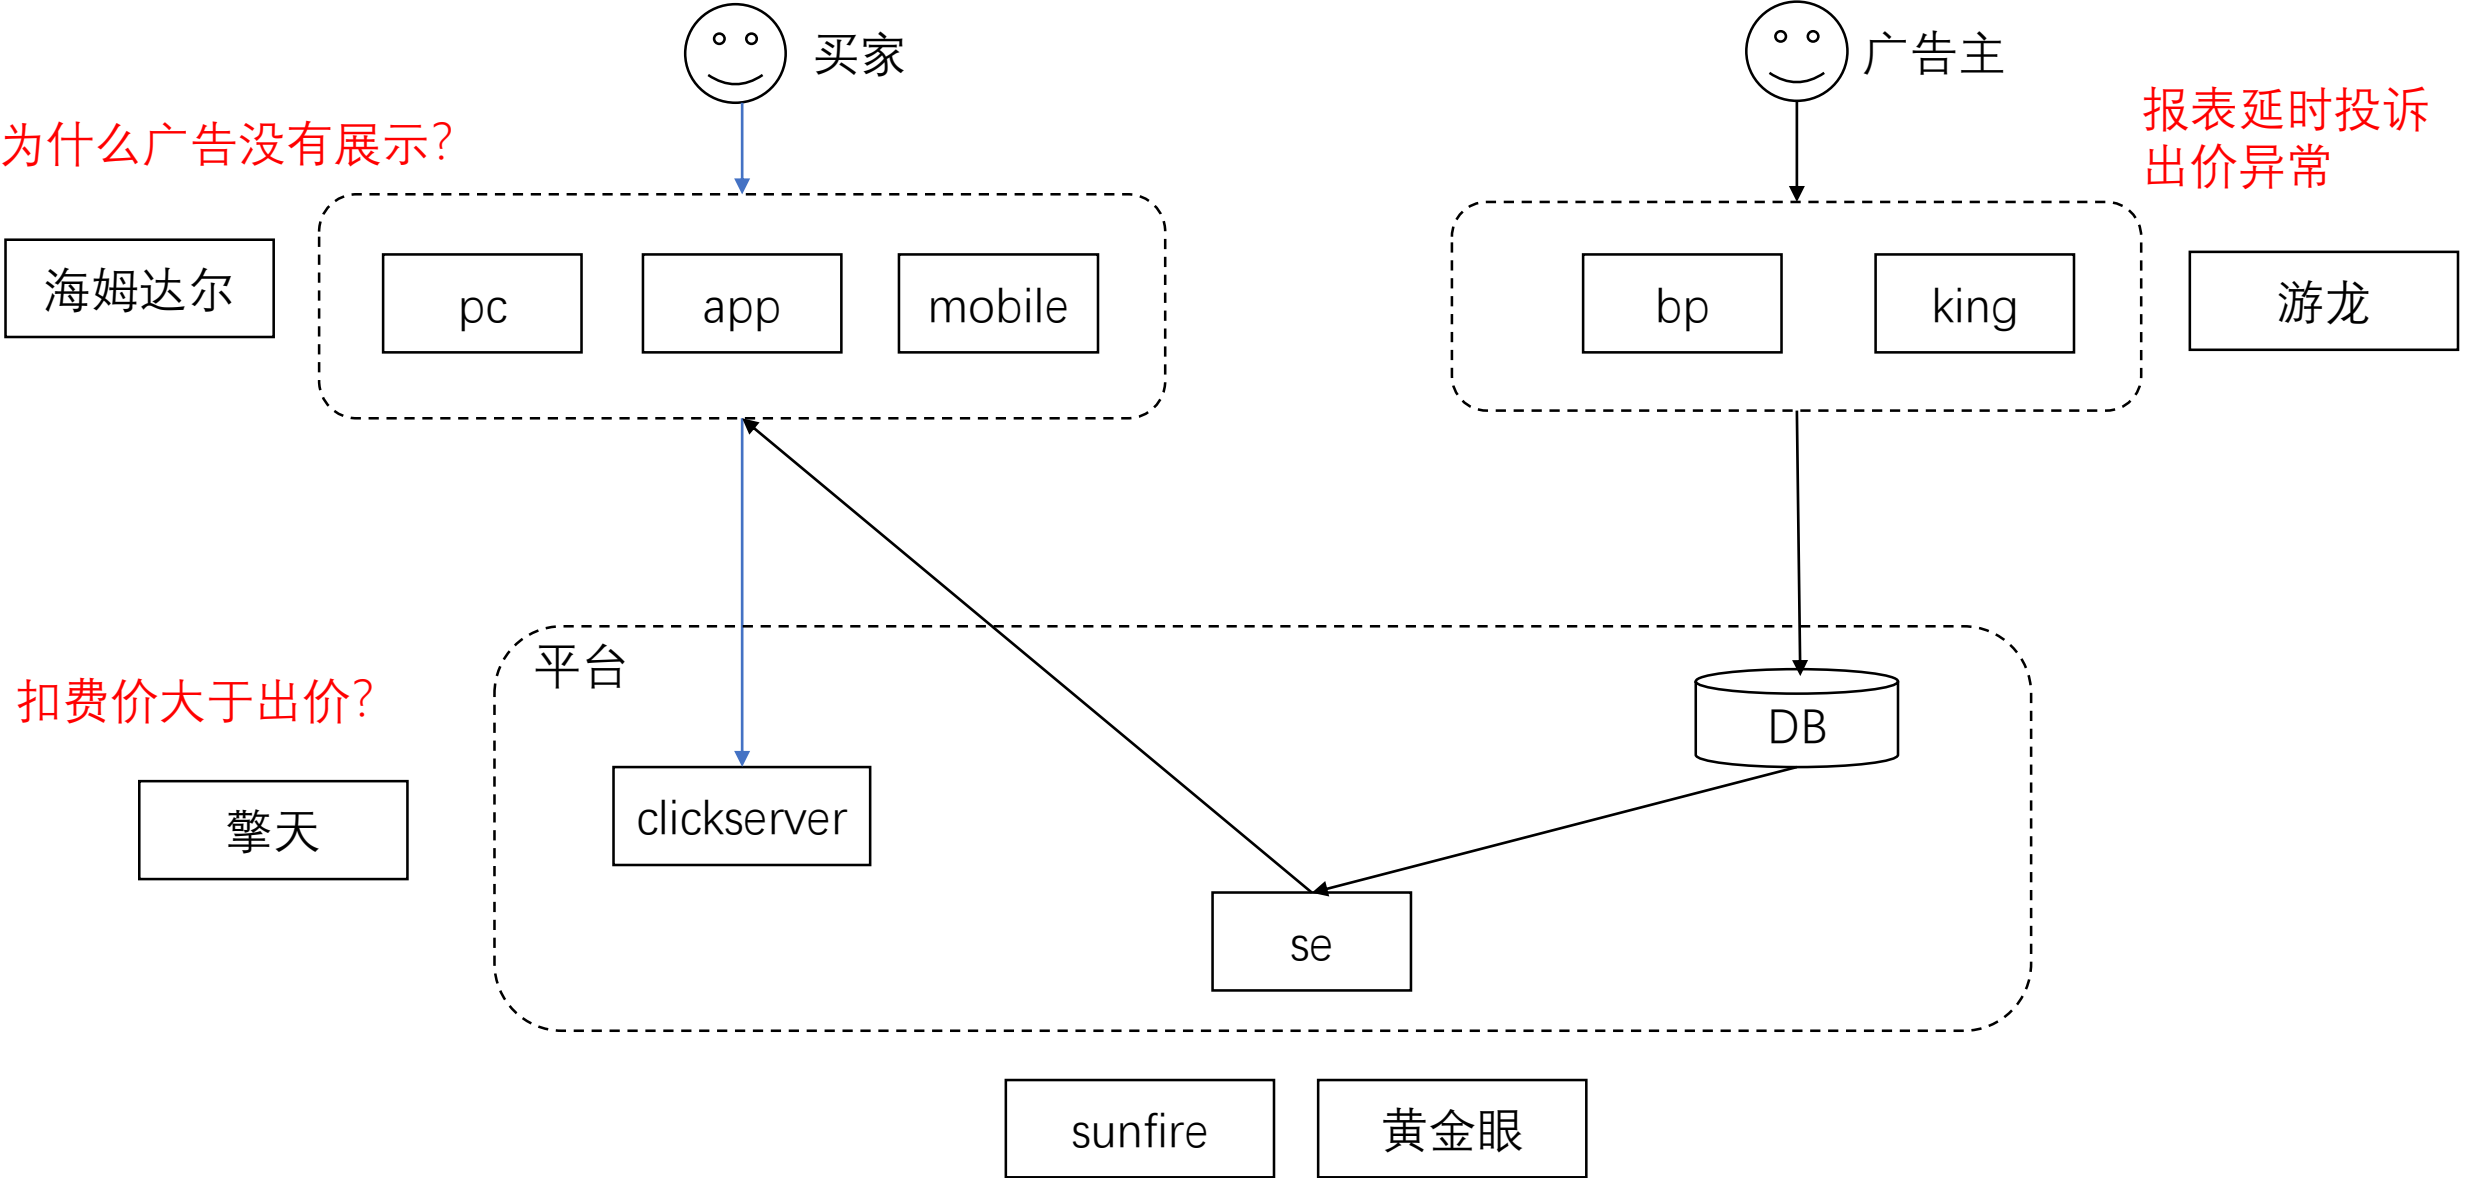 买家
广告主
为什么广告没有展示？
报表延时投诉
出价异常
海姆达尔
pc
app
mobile
bp
king
游龙
平台
扣费价大于出价？
DB
clickserver
擎天
se
sunfire
黄金眼